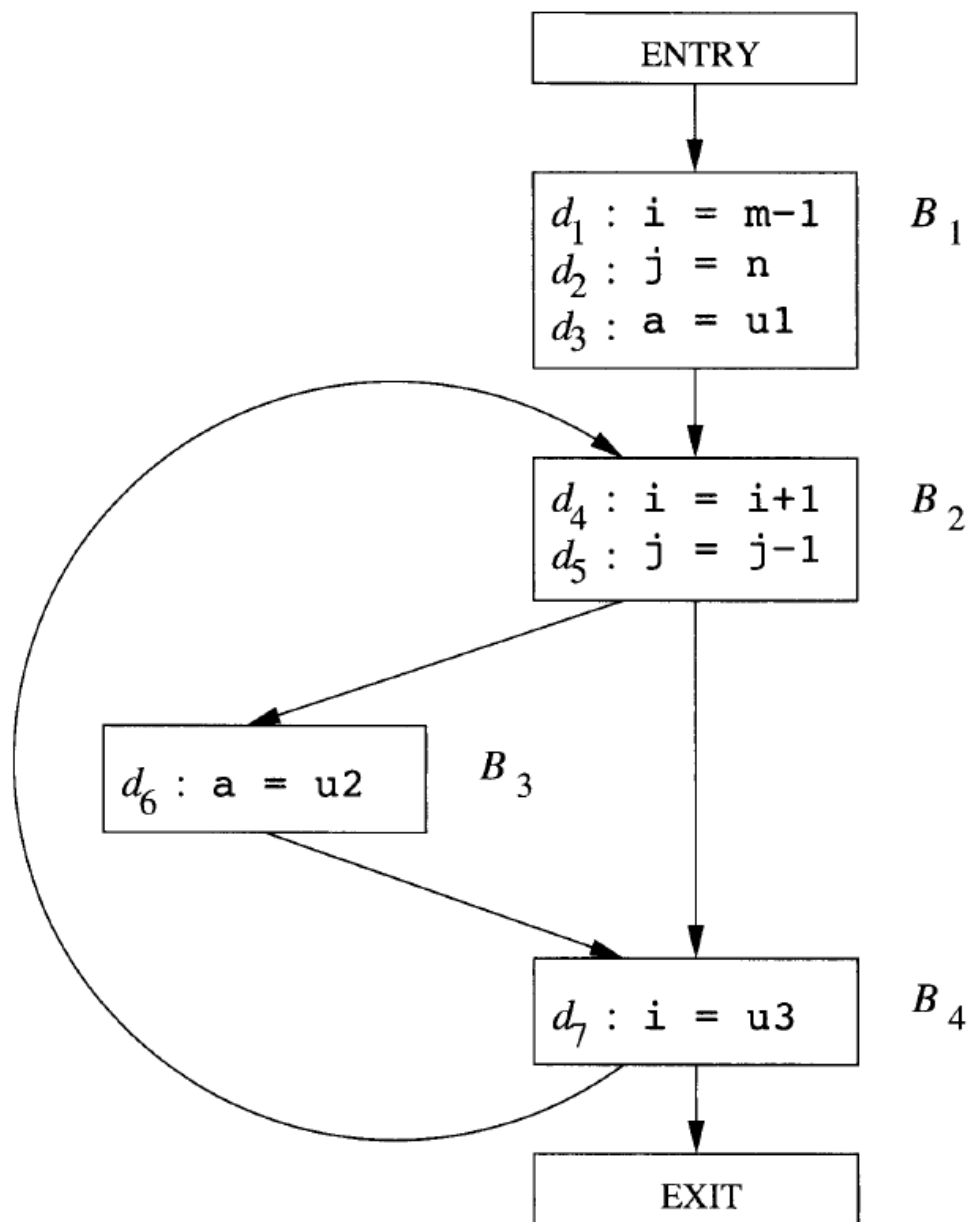 ENTRY
d₁ : i = m-1
d₂ : j = n
d₃ : a = u1
B₁
d₄ : i = i+1
d₅ : j = j-1
B₂
d₆ : a = u2
B₃
d₇ : i = u3
B₄
EXIT